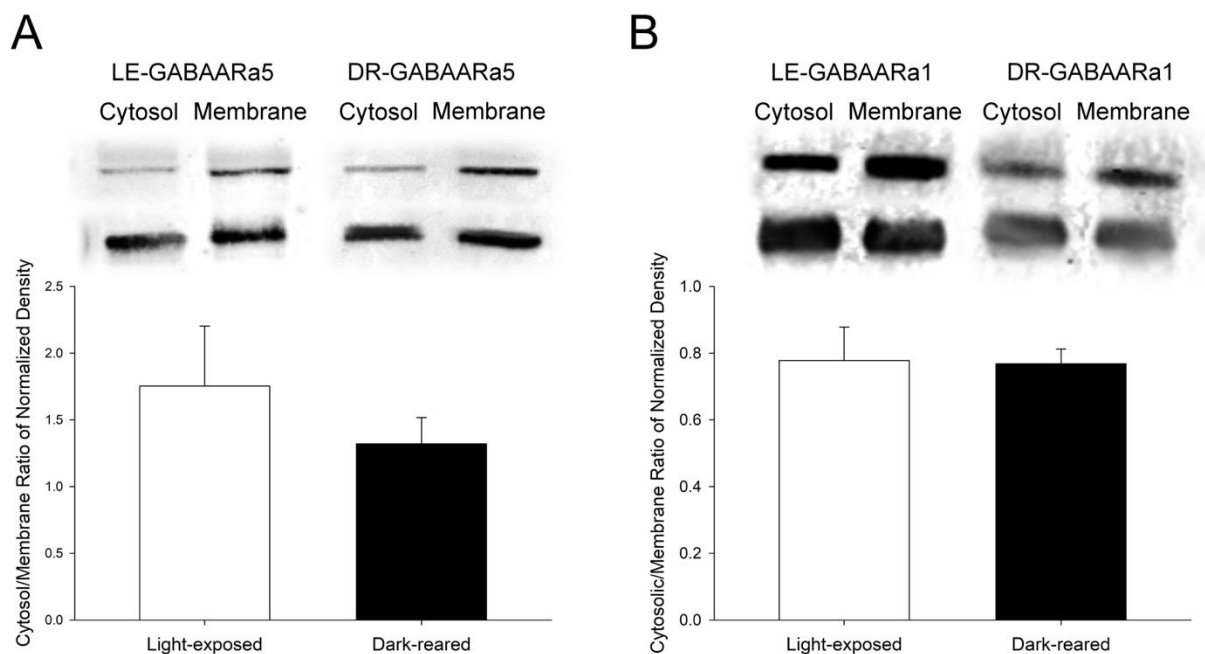 A
LE-GABAARa5 DR-GABAARa5
Cytosol Membrane Cytosol Membrane
Cytosol/Membrane Ratio of Normalized Density
2.5
2.0
1.5
1.0
0.5
0.0
Light-exposed Dark-reared
B
LE-GABAARa1 DR-GABAARa1
Cytosol Membrane Cytosol Membrane
Cytosolic/Membrane Ratio of Normalized Density
1.0
0.8
0.6
0.4
0.2
0.0
Light-exposed Dark-reared